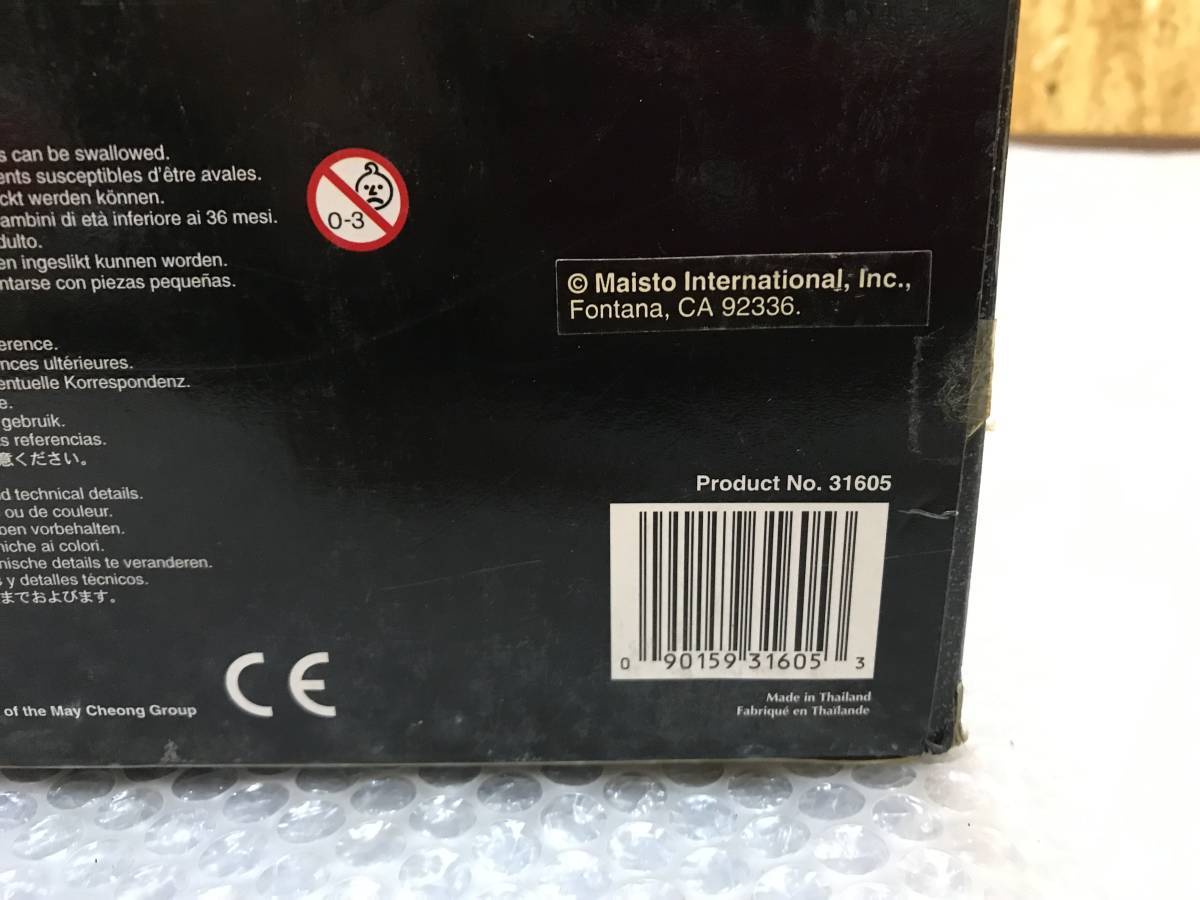 s can be swallowed.
ents susceptibles d'être avales.
ckt werden können.
ambini di età inferiore ai 36 mesi.
dulto.
en ingeslikt kunnen worden.
ntarse con piezas pequeñas.
0-3
© Maisto International, Inc.,
Fontana, CA 92336.
erence.
nces ultérieures.
entuelle Korrespondenz.
e.
gebruik.
s referencias.
意ください。
d technical details.
ou de couleur.
ben vorbehalten.
niche ai colori.
nische details te veranderen.
s y detalles técnicos.
までおよびます。
Product No. 31605
0 90159 31605 3
Made in Thailand
Fabriqué en Thaïlande
CE
of the May Cheong Group